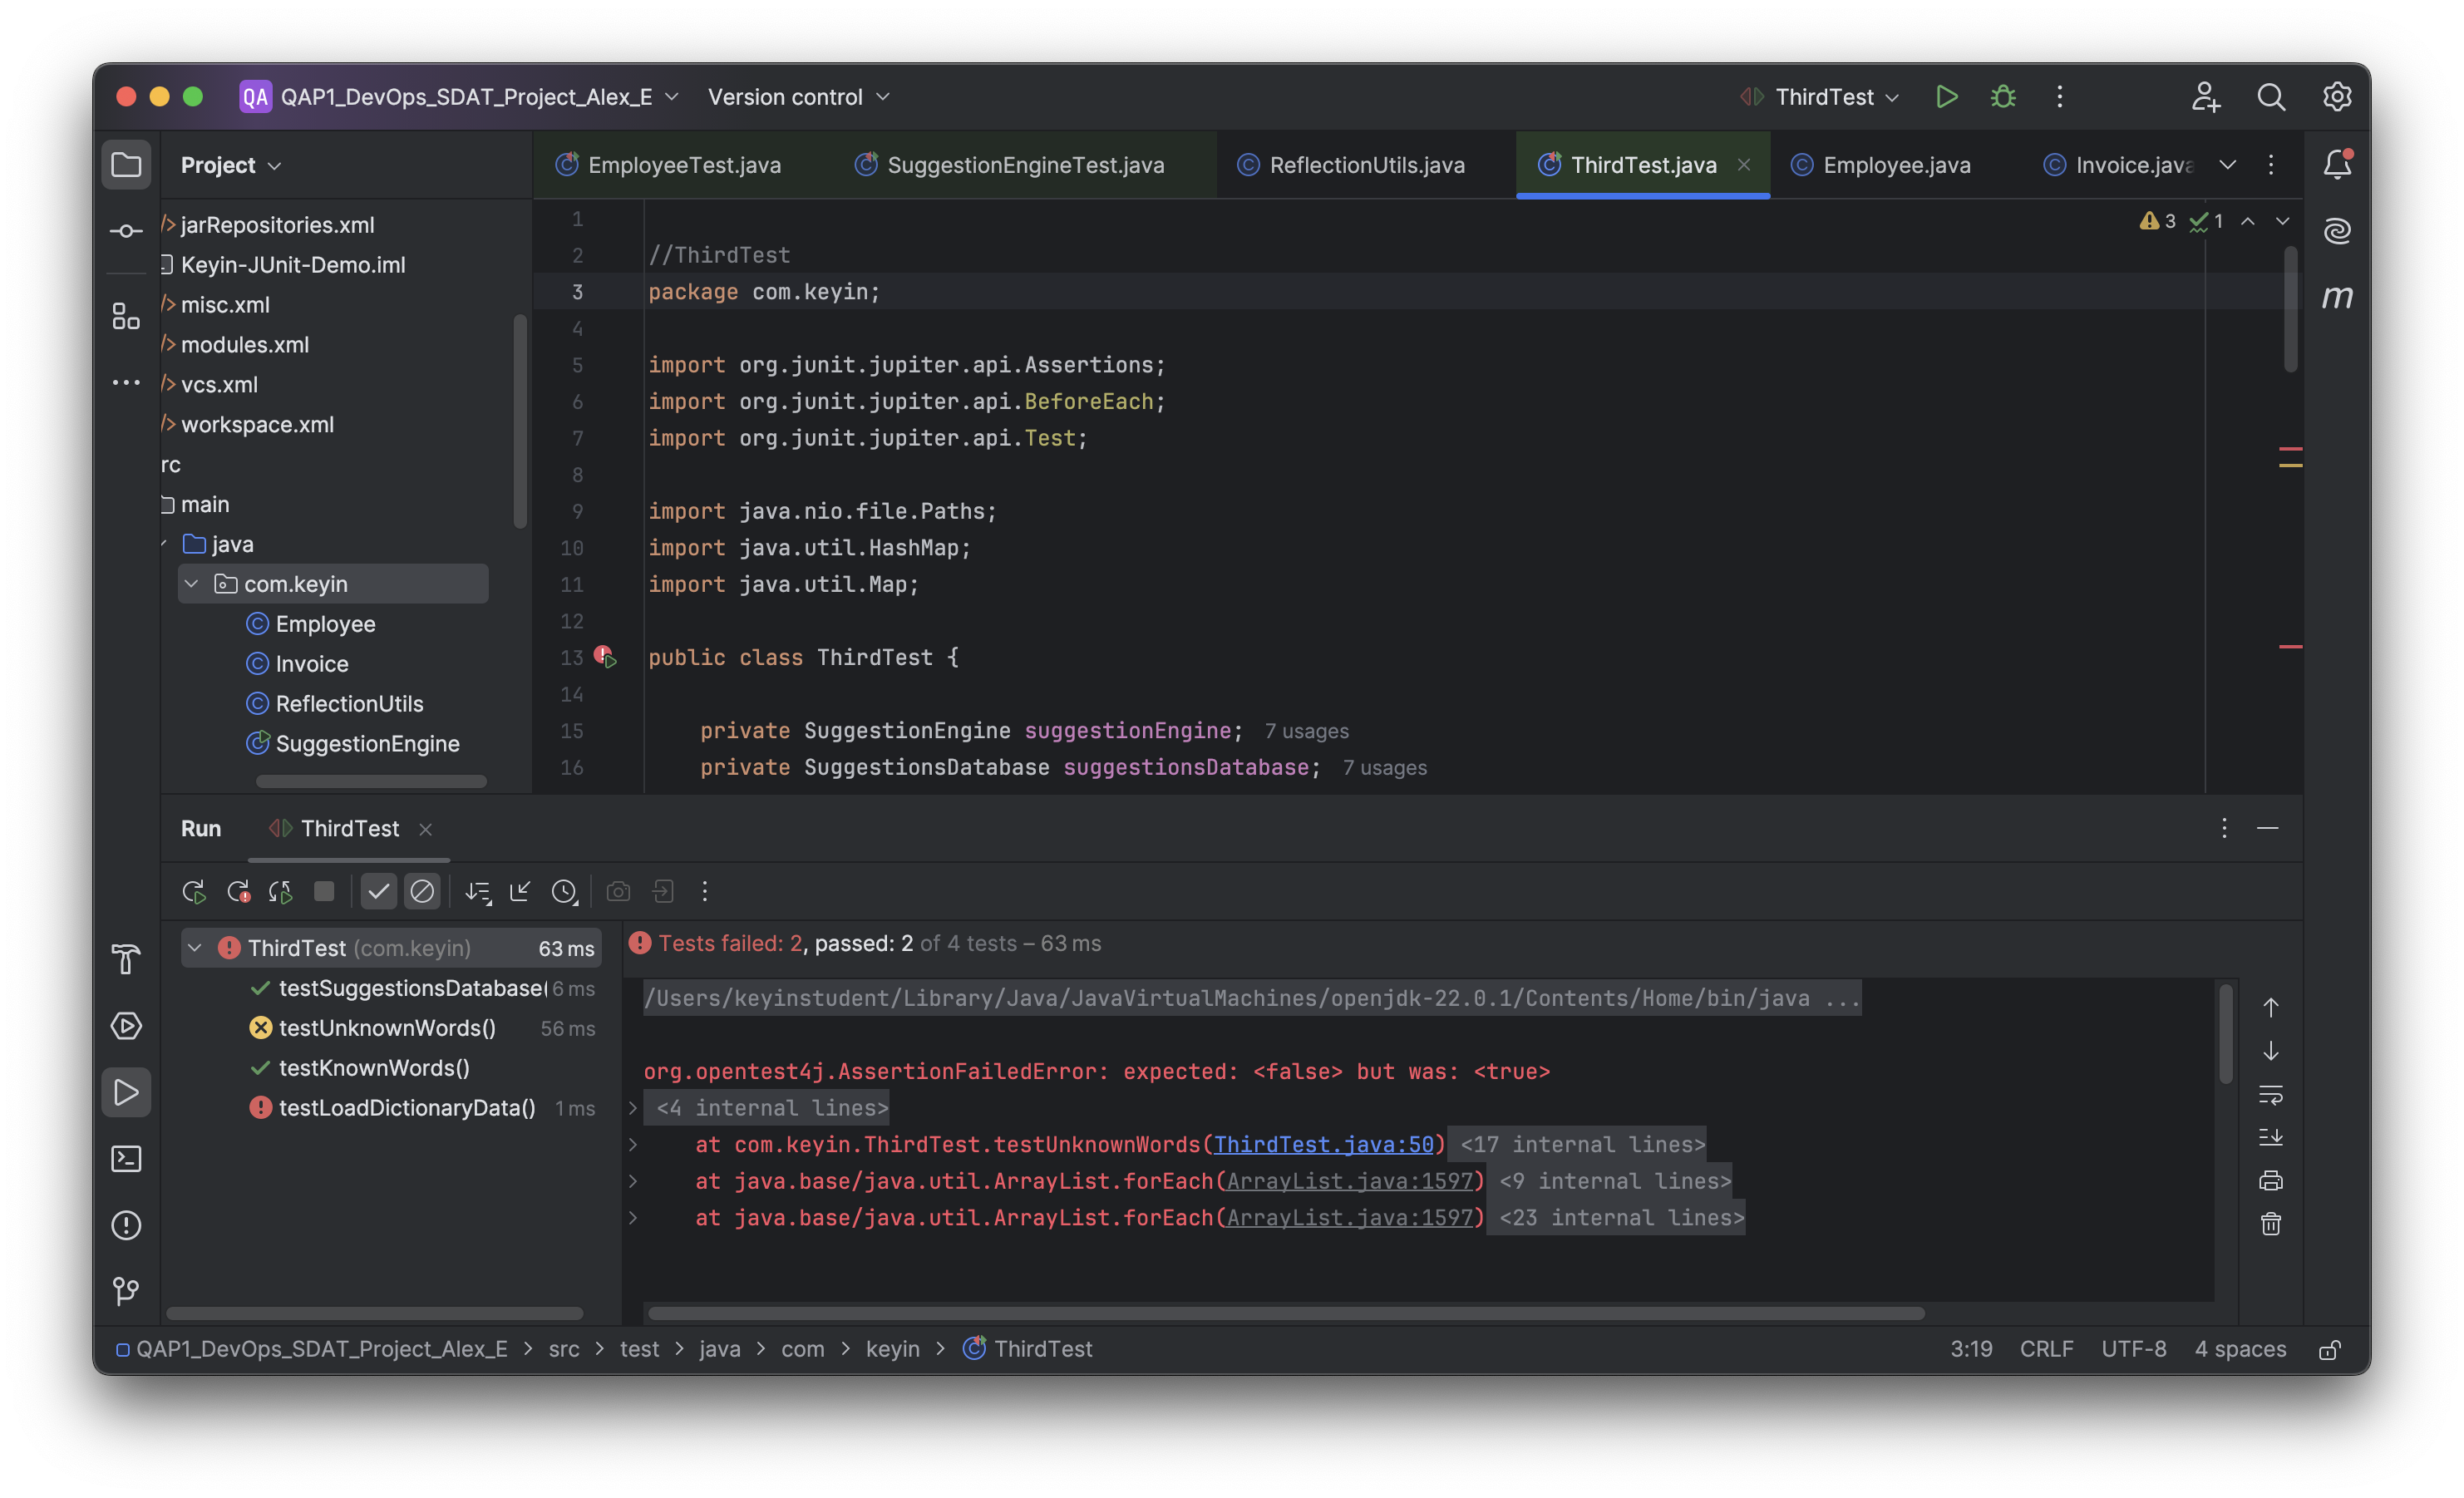 QA QAP1_DevOps_SDAT_Project_Alex_E Version control ThirdTest
Project
EmployeeTest.java SuggestionEngineTest.java ReflectionUtils.java ThirdTest.java Employee.java Invoice.java
jarRepositories.xml
Keyin-JUnit-Demo.iml
misc.xml
modules.xml
vcs.xml
workspace.xml
rc
main
java
com.keyin
Employee
Invoice
ReflectionUtils
SuggestionEngine
3 1
1
2 //ThirdTest
3 package com.keyin;
4
5 import org.junit.jupiter.api.Assertions;
6 import org.junit.jupiter.api.BeforeEach;
7 import org.junit.jupiter.api.Test;
8
9 import java.nio.file.Paths;
10 import java.util.HashMap;
11 import java.util.Map;
12
13 public class ThirdTest {
14
15 private SuggestionEngine suggestionEngine; 7 usages
16 private SuggestionsDatabase suggestionsDatabase; 7 usages
m
Run ThirdTest
ThirdTest (com.keyin) 63 ms
testSuggestionsDatabase( 6 ms
testUnknownWords() 56 ms
testKnownWords()
testLoadDictionaryData() 1 ms
Tests failed: 2, passed: 2 of 4 tests – 63 ms
/Users/keyinstudent/Library/Java/JavaVirtualMachines/openjdk-22.0.1/Contents/Home/bin/java ...
org.opentest4j.AssertionFailedError: expected: <false> but was: <true>
<4 internal lines>
at com.keyin.ThirdTest.testUnknownWords(ThirdTest.java:50) <17 internal lines>
at java.base/java.util.ArrayList.forEach(ArrayList.java:1597) <9 internal lines>
at java.base/java.util.ArrayList.forEach(ArrayList.java:1597) <23 internal lines>
QAP1_DevOps_SDAT_Project_Alex_E > src > test > java > com > keyin > ThirdTest 3:19 CRLF UTF-8 4 spaces